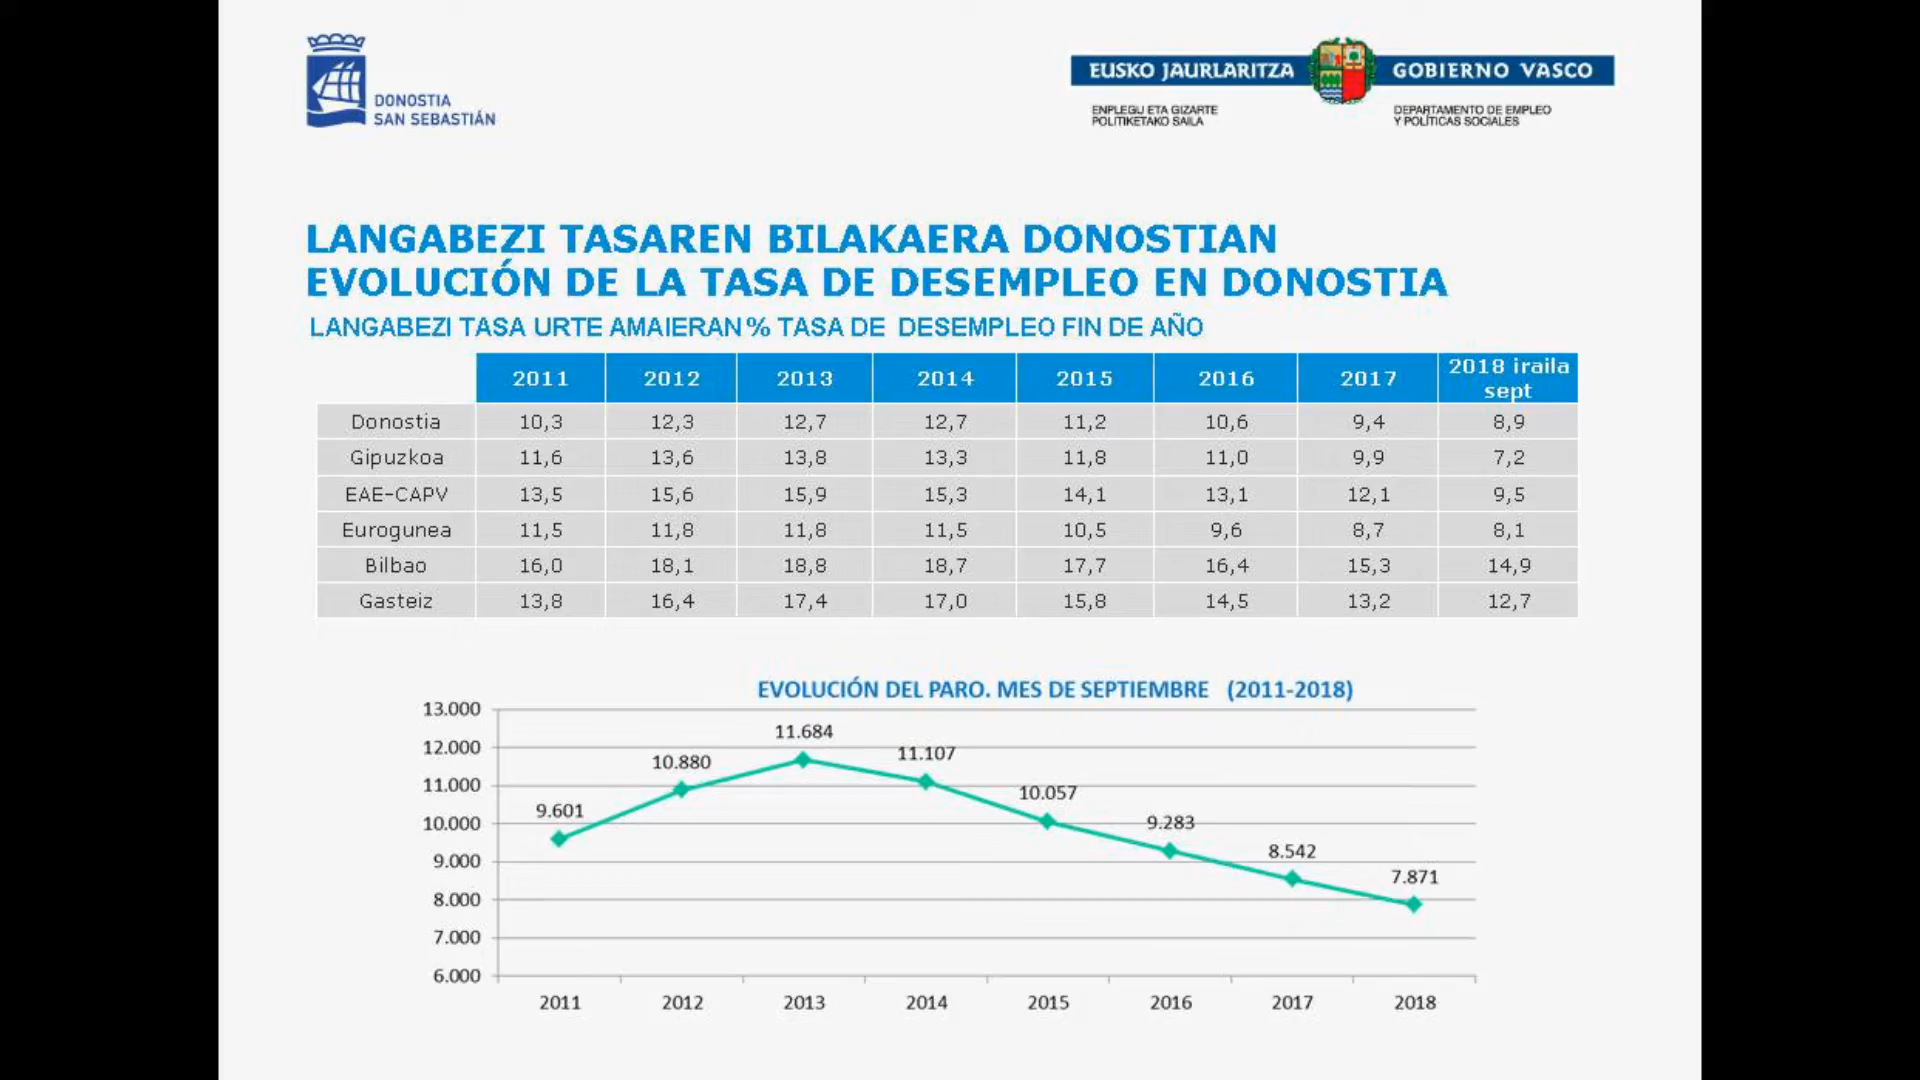 DONOSTIA
SAN SEBASTIÁN
EUSKO JAURLARITZA GOBIERNO VASCO
ENPLEGU ETA GIZARTE
POLITIKETAKO SAILA
DEPARTAMENTO DE EMPLEO
Y POLÍTICAS SOCIALES
LANGABEZI TASAREN BILAKAERA DONOSTIAN
EVOLUCIÓN DE LA TASA DE DESEMPLEO EN DONOSTIA
LANGABEZI TASA URTE AMAIERAN % TASA DE DESEMPLEO FIN DE AÑO
2011 2012 2013 2014 2015 2016 2017 2018 iraila
sept
Donostia 10,3 12,3 12,7 12,7 11,2 10,6 9,4 8,9
Gipuzkoa 11,6 13,6 13,8 13,3 11,8 11,0 9,9 7,2
EAE-CAPV 13,5 15,6 15,9 15,3 14,1 13,1 12,1 9,5
Eurogunea 11,5 11,8 11,8 11,5 10,5 9,6 8,7 8,1
Bilbao 16,0 18,1 18,8 18,7 17,7 16,4 15,3 14,9
Gasteiz 13,8 16,4 17,4 17,0 15,8 14,5 13,2 12,7
EVOLUCIÓN DEL PARO. MES DE SEPTIEMBRE (2011-2018)
13.000
12.000
11.000
10.000
9.000
8.000
7.000
6.000
9.601
10.880
11.684
11.107
10.057
9.283
8.542
7.871
2011 2012 2013 2014 2015 2016 2017 2018